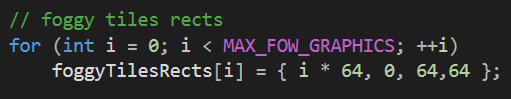 // foggy tiles rects
for (int i = 0; i < MAX_FOW_GRAPHICS; ++i)
    foggyTilesRects[i] = { i * 64, 0, 64,64 };